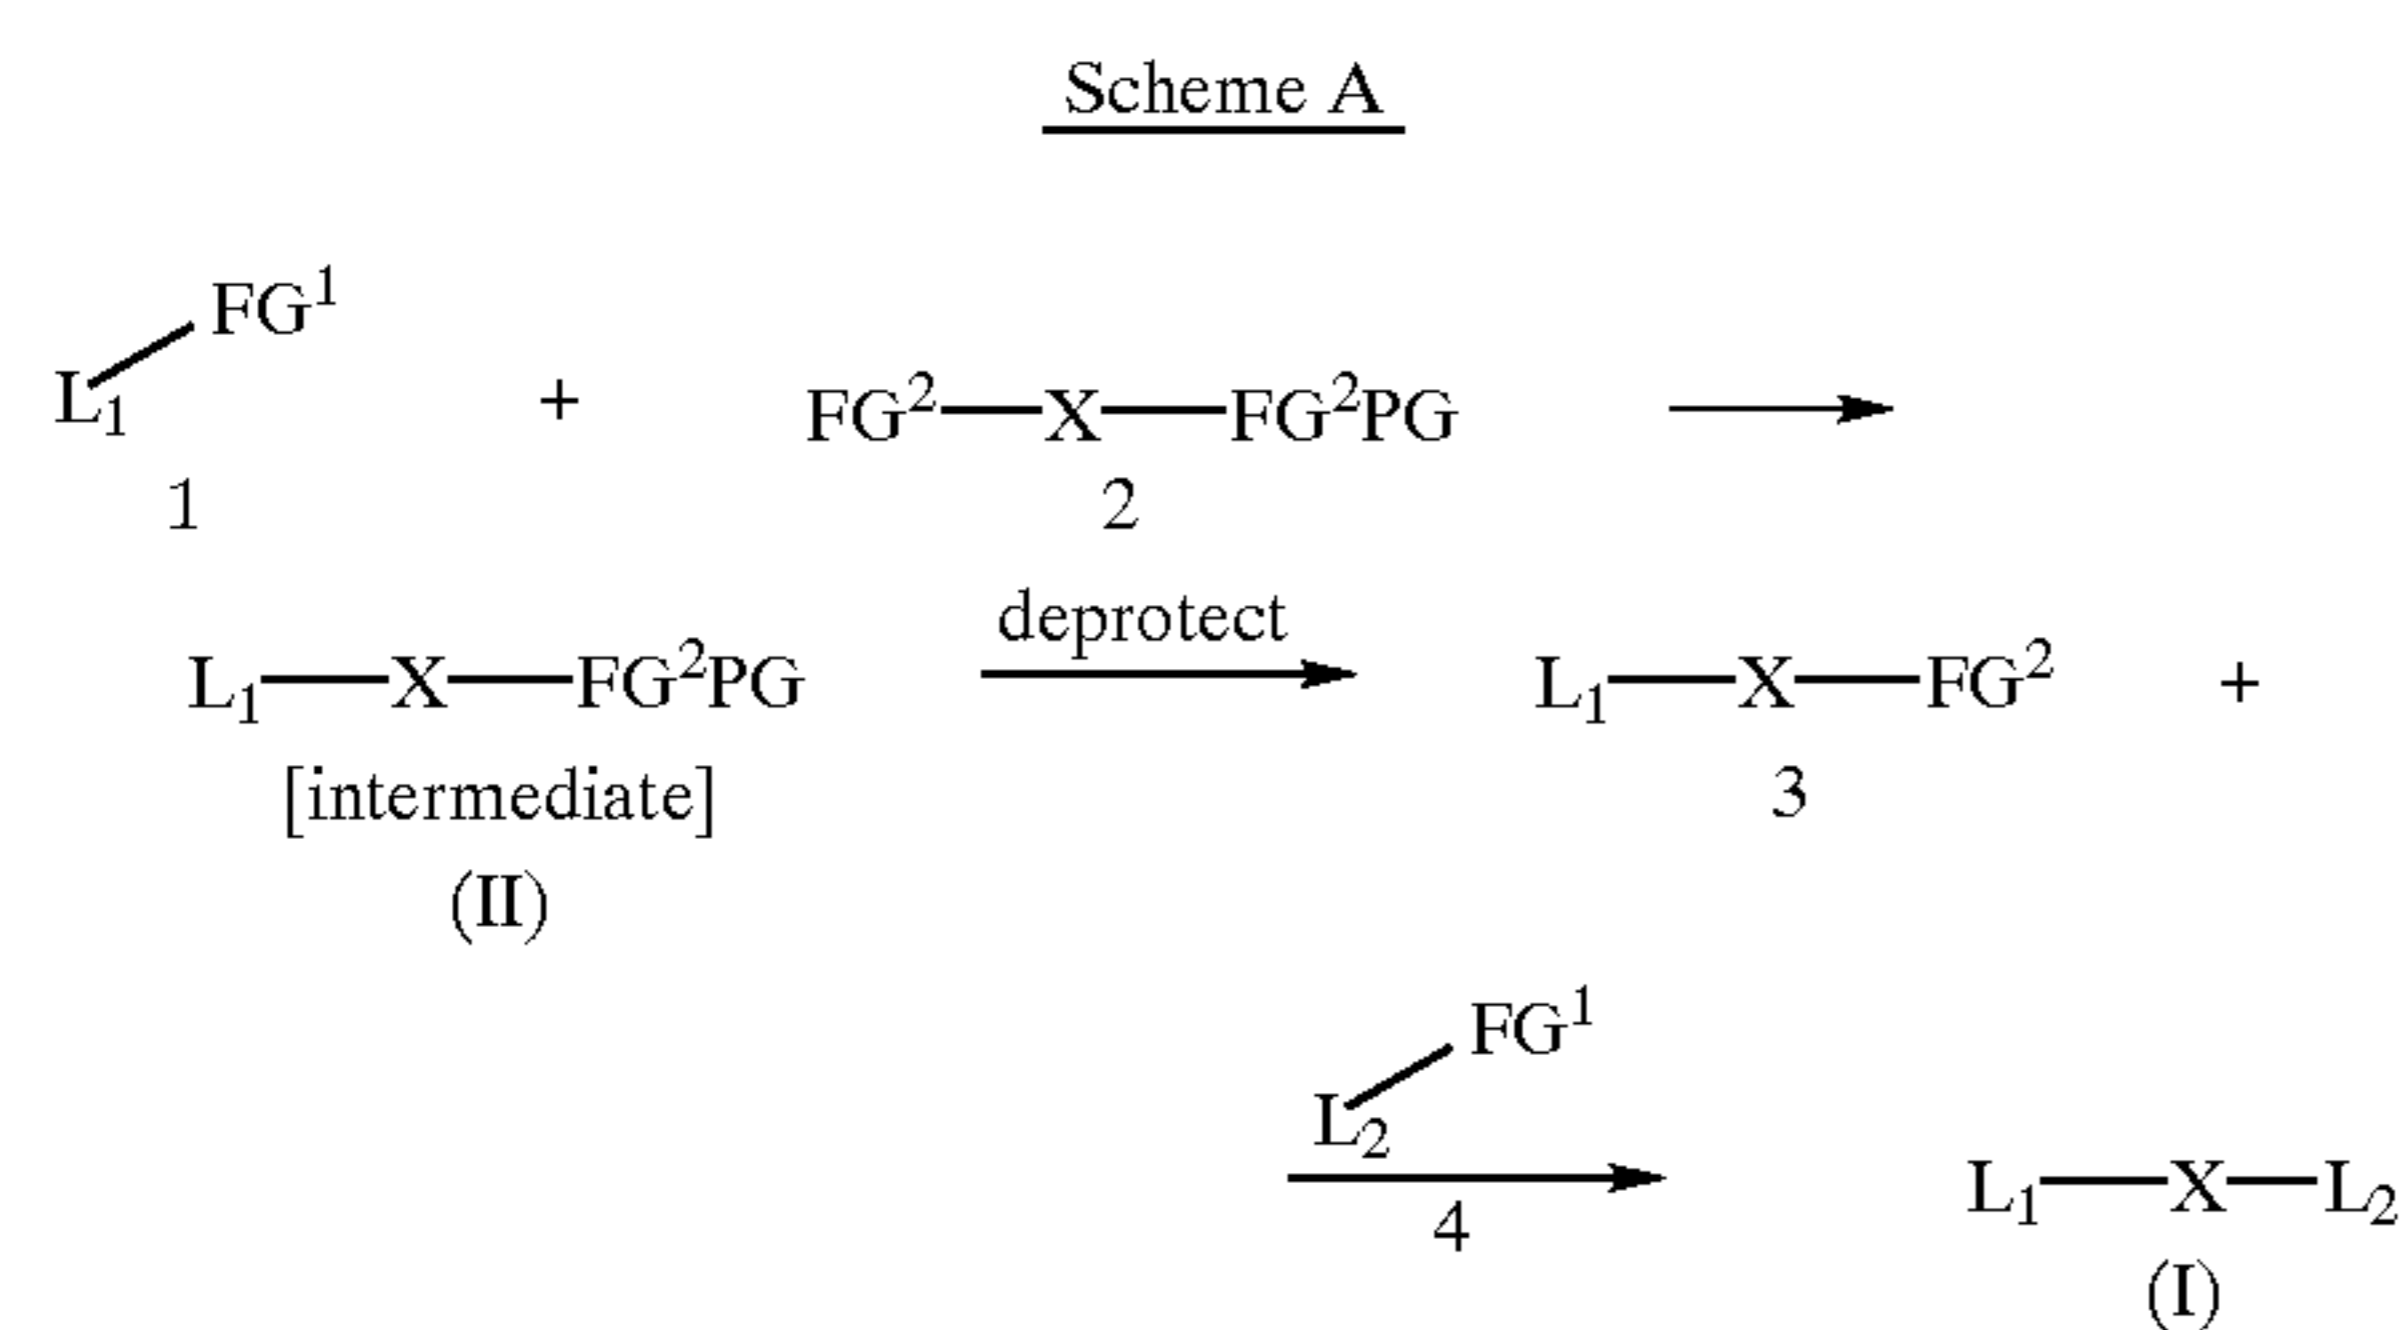 Scheme A
L₁—FG¹ + FG²—X—FG²PG
1 2
L₁—X—FG²PG deprotect L₁—X—FG² +
[intermediate] 3
(II)
L₂—FG¹
4 L₁—X—L₂
(I)